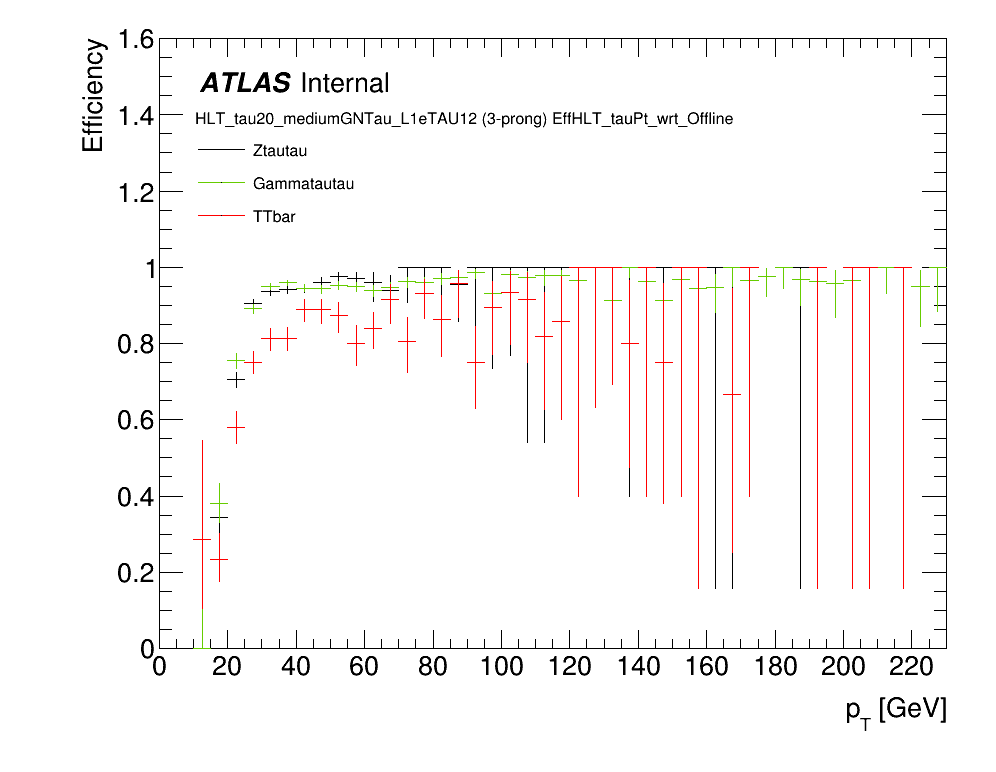 Efficiency
1.6
1.4
1.2
1
0.8
0.6
0.4
0.2
0
ATLAS Internal
HLT_tau20_mediumGNTau_L1eTAU12 (3-prong) EffHLT_tauPt_wrt_Offline
Ztautau
Gammatautau
TTbar
0 20 40 60 80 100 120 140 160 180 200 220
p_T [GeV]